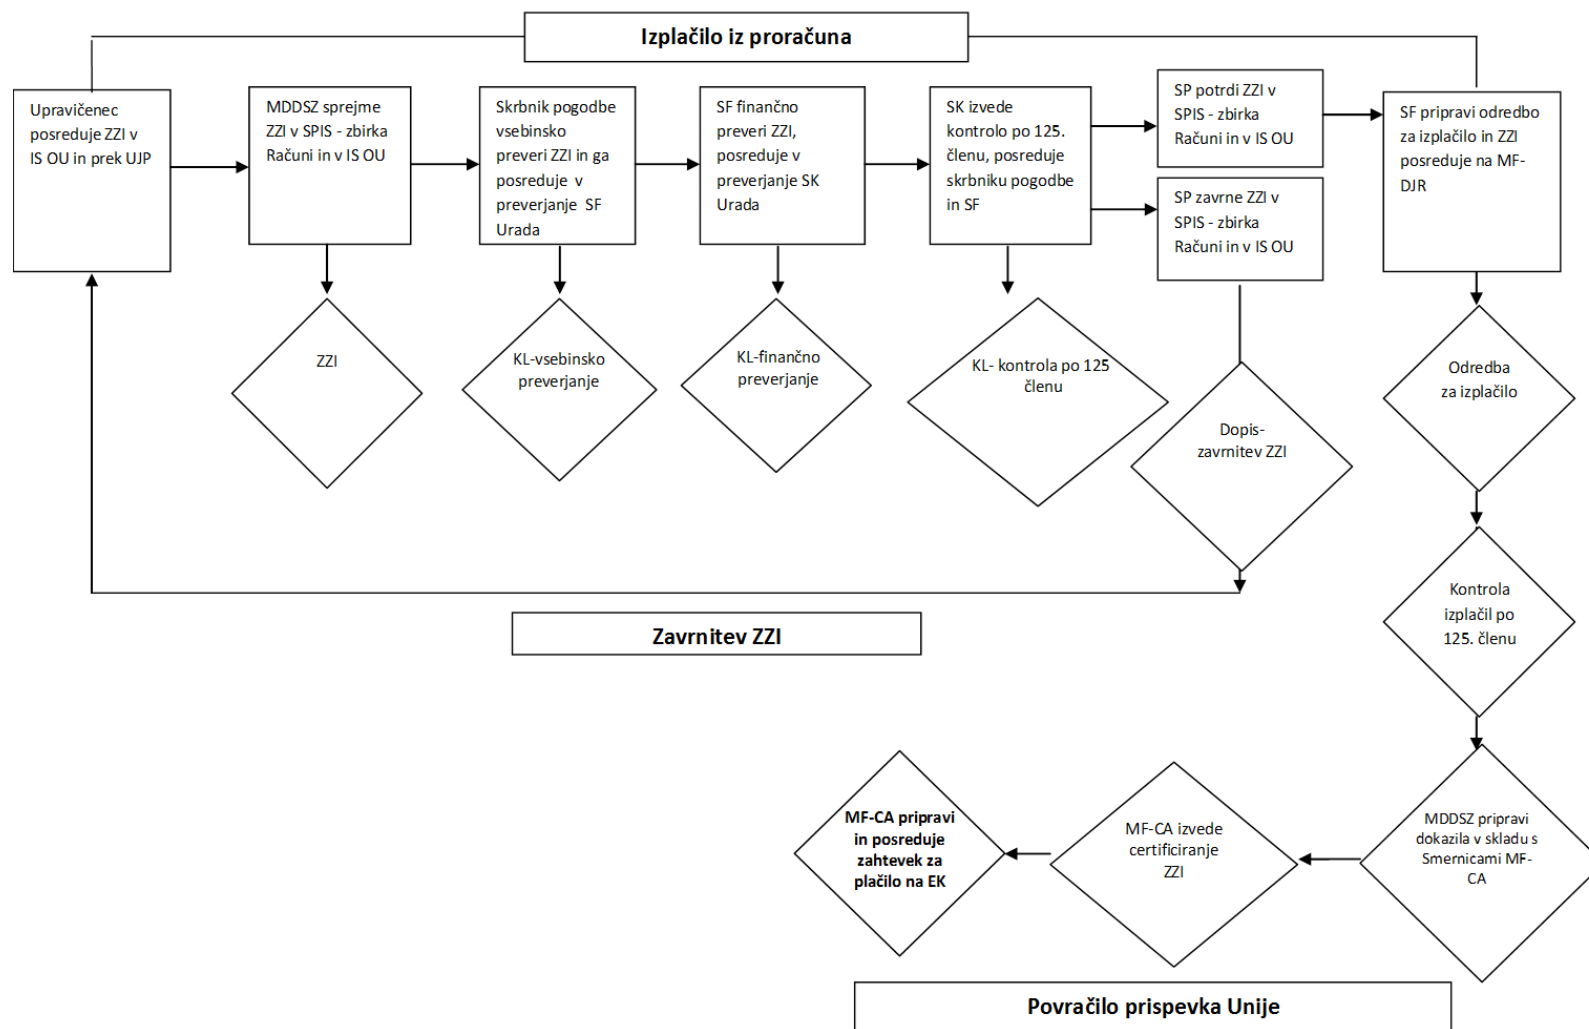 Izplačilo iz proračuna
Upravičenec
posreduje ZZI v
IS OU in prek UJP
MDDSZ sprejme
ZZI v SPIS - zbirka
Računi in v IS OU
Skrbnik pogodbe
vsebinsko
preveri ZZI in ga
posreduje v
preverjanje SF
Urada
SF finančno
preveri ZZI,
posreduje v
preverjanje SK
Urada
SK izvede
kontrolo po 125.
členu, posreduje
skrbniku pogodbe
in SF
SP potrdi ZZI v
SPIS - zbirka
Računi in v IS OU
SP zavrne ZZI v
SPIS - zbirka
Računi in v IS OU
SF pripravi odredbo
za izplačilo in ZZI
posreduje na MF-
DJR
ZZI
KL-vsebinsko
preverjanje
KL-finančno
preverjanje
KL- kontrola po 125
členu
Dopis-
zavrnitev ZZI
Odredba
za izplačilo
Kontrola
izplačil po
125. členu
Zavrnitev ZZI
MDDSZ pripravi
dokazila v skladu s
Smernicami MF-
CA
MF-CA izvede
certificiranje
ZZI
MF-CA pripravi
in posreduje
zahtevek za
plačilo na EK
Povračilo prispevka Unije